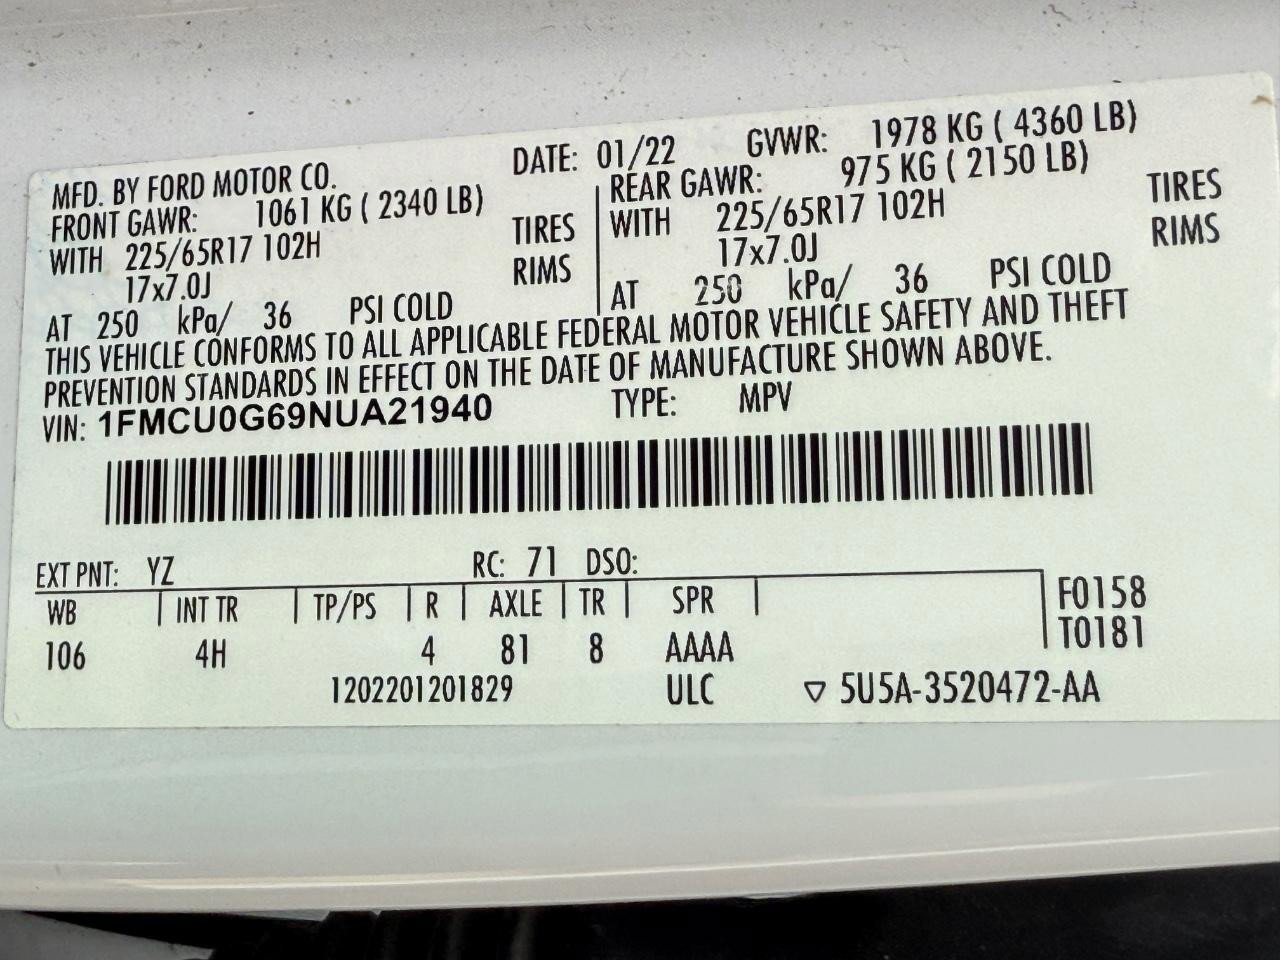 MFD. BY FORD MOTOR CO. DATE: 01/22 GVWR: 1978 KG ( 4360 LB)
FRONT GAWR: 1061 KG ( 2340 LB) REAR GAWR: 975 KG ( 2150 LB)
WITH 225/65R17 102H TIRES WITH 225/65R17 102H TIRES
17x7.0J RIMS 17x7.0J RIMS
AT 250 kPa/ 36 PSI COLD AT 250 kPa/ 36 PSI COLD
THIS VEHICLE CONFORMS TO ALL APPLICABLE FEDERAL MOTOR VEHICLE SAFETY AND THEFT
PREVENTION STANDARDS IN EFFECT ON THE DATE OF MANUFACTURE SHOWN ABOVE.
VIN: 1FMCU0G69NUA21940 TYPE: MPV
EXT PNT: YZ RC: 71 DSO:
WB INT TR TP/PS R AXLE TR SPR F0158
106 4H 4 81 8 AAAA T0181
1202201201829 ULC ▽ 5U5A-3520472-AA